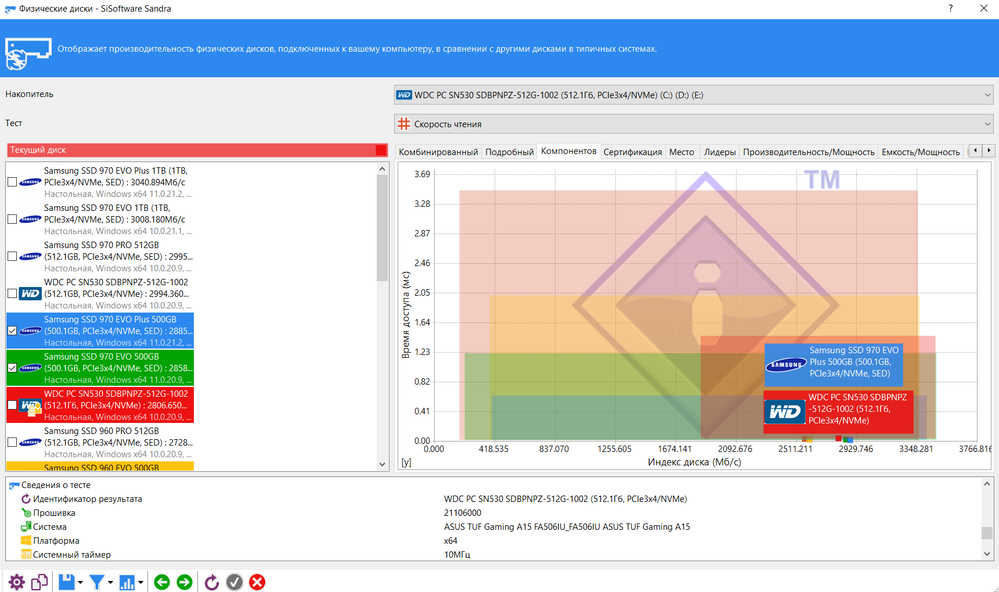 Физические диски - SiSoftware Sandra
?
Отображает производительность физических дисков, подключенных к вашему компьютеру, в сравнении с другими дисками в типичных системах.
Накопитель
WDC PC SN530 SDBPNPZ-512G-1002 (512.1Гб, PCIe3x4/NVMe) (C:) (D:) (E:)
Тест
Скорость чтения
Текущий диск
SAMSUNG
Samsung SSD 970 EVO Plus 1TB (1TB,
PCIe3x4/NVMe, SED) : 3040.894Мб/с
Настольная, Windows x64 11.0.21.2, ...
SAMSUNG
Samsung SSD 970 EVO 1TB (1TB,
PCIe3x4/NVMe, SED) : 3008.180Мб/с
Настольная, Windows x64 10.0.21.1, ...
SAMSUNG
Samsung SSD 970 PRO 512GB
(512.1GB, PCIe3x4/NVMe, SED) : 2995...
Настольная, Windows x64 10.0.20.9, ...
WD
WDC PC SN530 SDBPNPZ-512G-1002
(512.1GB, PCIe3x4/NVMe) : 2994.360...
Настольная, Windows x64 10.0.20.9, ...
SAMSUNG
Samsung SSD 970 EVO Plus 500GB
(500.1GB, PCIe3x4/NVMe, SED) : 2885...
Настольная, Windows x64 11.0.21.2, ...
SAMSUNG
Samsung SSD 970 EVO 500GB
(500.1GB, PCIe3x4/NVMe, SED) : 2858...
Настольная, Windows x64 11.0.20.9, ...
WDC PC SN530 SDBPNPZ-512G-1002
(512.1Гб, PCIe3x4/NVMe) : 2806.650...
Настольная, Windows x64 10.0.20.9, ...
SAMSUNG
Samsung SSD 960 PRO 512GB
(512.1GB, PCIe3x4/NVMe, SED) : 2728...
Настольная, Windows x64 10.0.20.9, ...
Samsung SSD 960 EVO 500GB
Комбинированный Подробный Компонентов Сертификация Место Лидеры Производительность/Мощность Емкость/Мощность
TM
3.69
3.28
2.87
2.46
2.05
1.64
1.23
0.82
0.41
0.00
Время доступа (мс)
SAMSUNG
Samsung SSD 970 EVO
Plus 500GB (500.1GB,
PCIe3x4/NVMe, SED)
WD
WDC PC SN530 SDBPNPZ
-512G-1002 (512.1Гб,
PCIe3x4/NVMe)
0.000 418.535 837.070 1255.605 1674.141 2092.676 2511.211 2929.746 3348.281 3766.816
[y]
Индекс диска (Мб/с)
Сведения о тесте
Идентификатор результата WDC PC SN530 SDBPNPZ-512G-1002 (512.1Гб, PCIe3x4/NVMe)
Прошивка 21106000
Система ASUS TUF Gaming A15 FA506IU_FA506IU ASUS TUF Gaming A15
Платформа x64
Системный таймер 10МГц